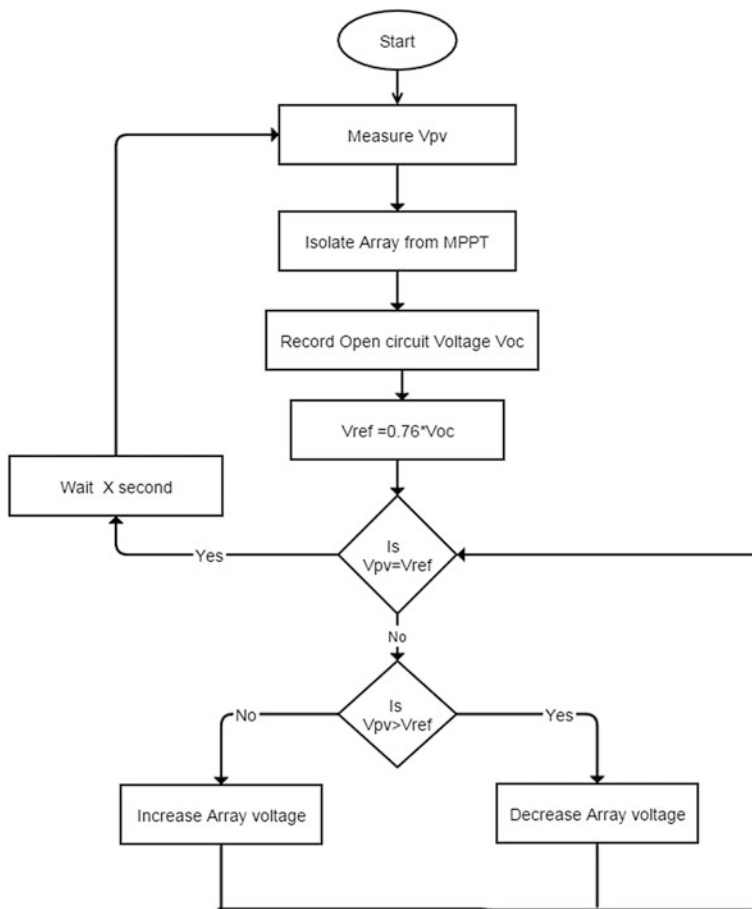 Start
Measure Vpv
Isolate Array from MPPT
Record Open circuit Voltage Voc
Vref =0.76*Voc
Wait X second
Is
Vpv=Vref
Yes
No
Is
Vpv>Vref
No
Yes
Increase Array voltage
Decrease Array voltage